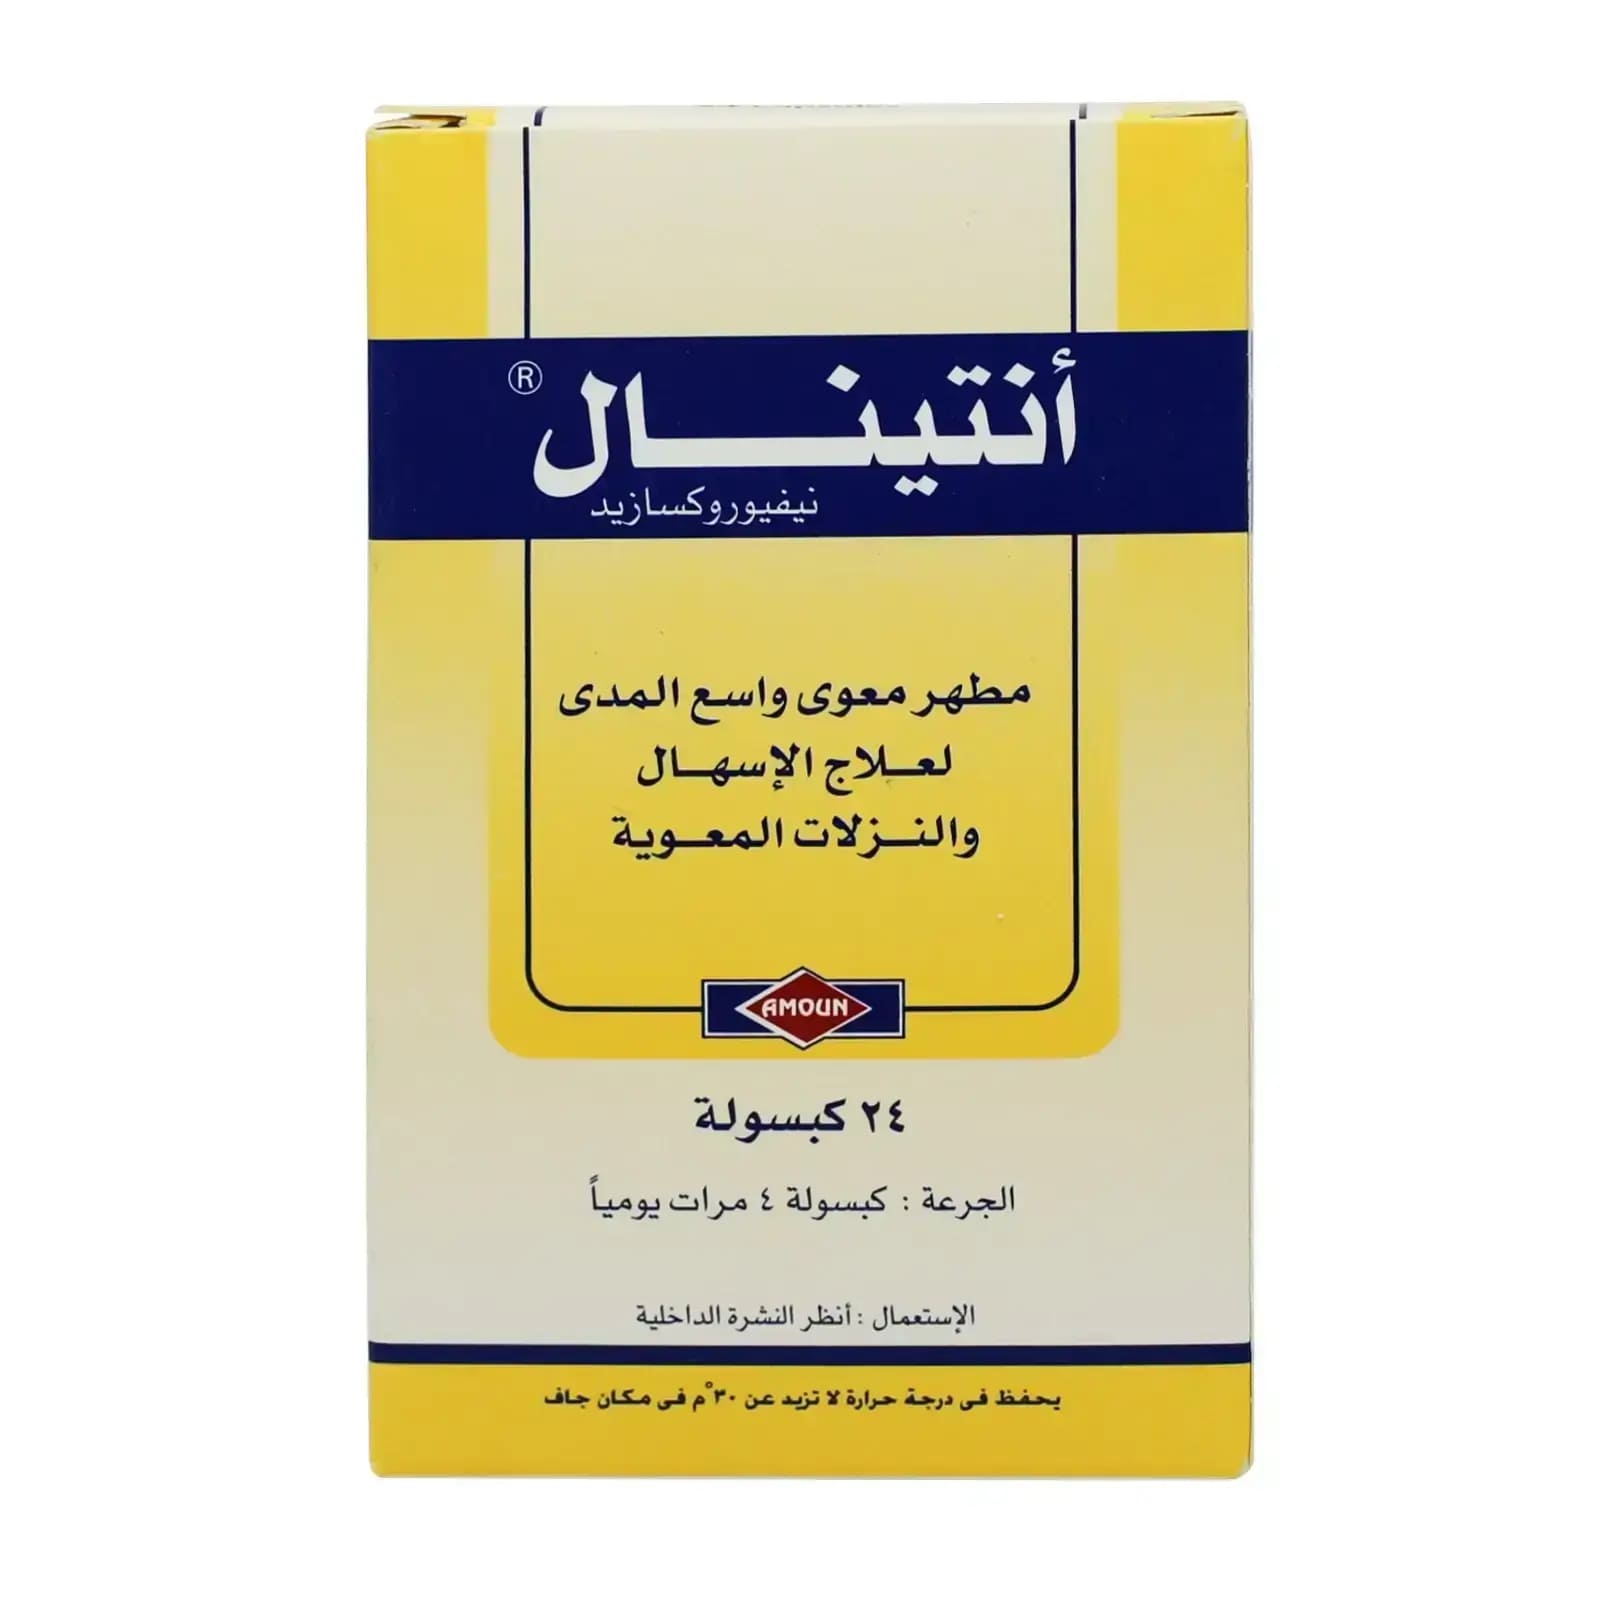 أنتينال ®
نيفيوروكسازيد
مطهر معوى واسع المدى
لعلاج الإسهال
والنزلات المعوية
AMOUN
٢٤ كبسولة
الجرعة : كبسولة ٤ مرات يومياً
الإستعمال : أنظر النشرة الداخلية
يحفظ فى درجة حرارة لا تزيد عن ٣٠°م فى مكان جاف